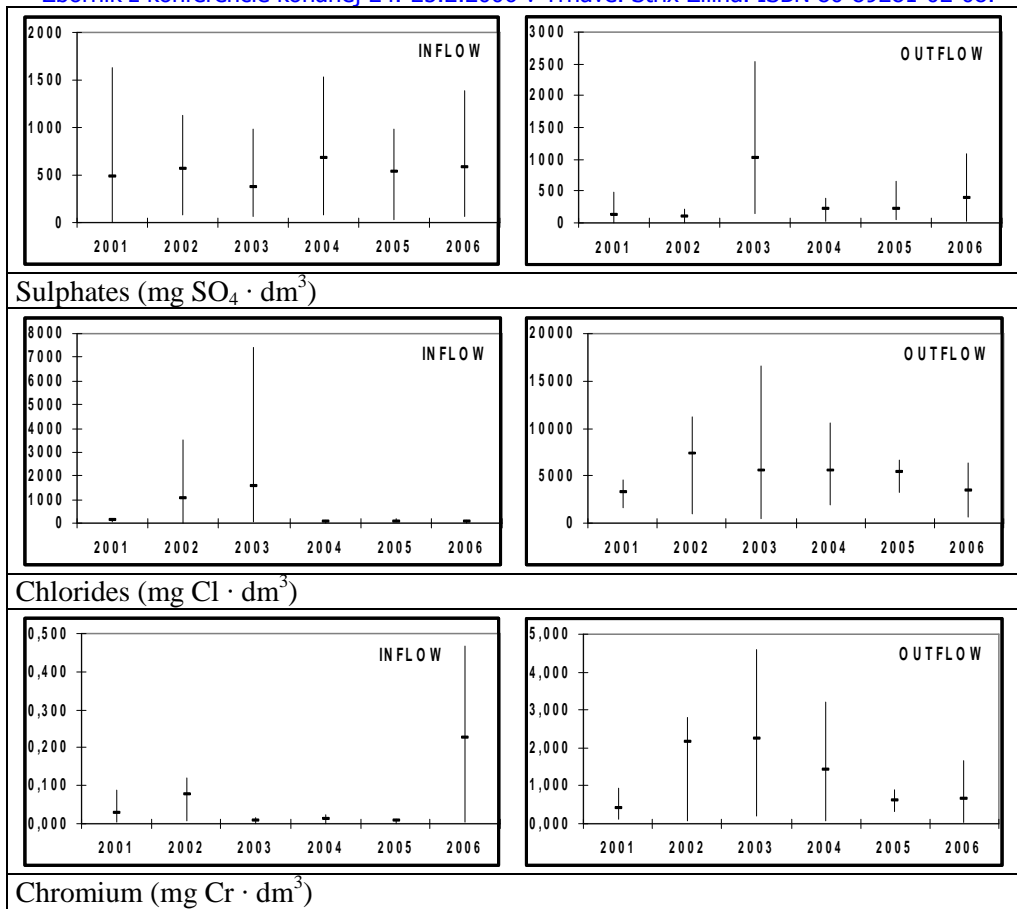 konferencie konanej v Trnave. Strix ISBN
2000
1500
1000
500
0
INFLOW
2001 2002 2003 2004 2005 2006
3000
2500
2000
1500
1000
500
0
OUTFLOW
2001 2002 2003 2004 2005 2006
Sulphates (mg SO₄ · dm³)
8000
7000
6000
5000
4000
3000
2000
1000
0
INFLOW
2001 2002 2003 2004 2005 2006
20000
15000
10000
5000
0
OUTFLOW
2001 2002 2003 2004 2005 2006
Chlorides (mg Cl · dm³)
0,500
0,400
0,300
0,200
0,100
0,000
INFLOW
2001 2002 2003 2004 2005 2006
5,000
4,000
3,000
2,000
1,000
0,000
OUTFLOW
2001 2002 2003 2004 2005 2006
Chromium (mg Cr · dm³)